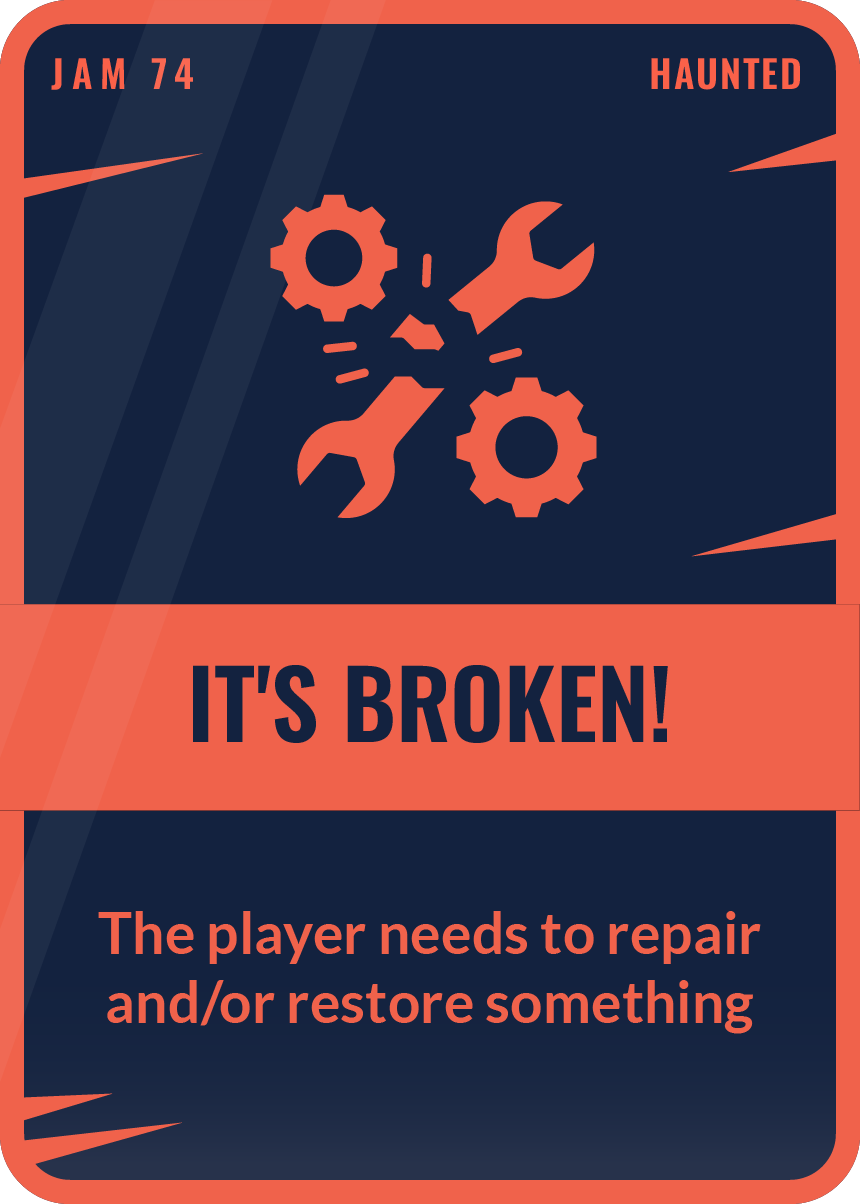 JAM 74
HAUNTED
IT'S BROKEN!
The player needs to repair
and/or restore something